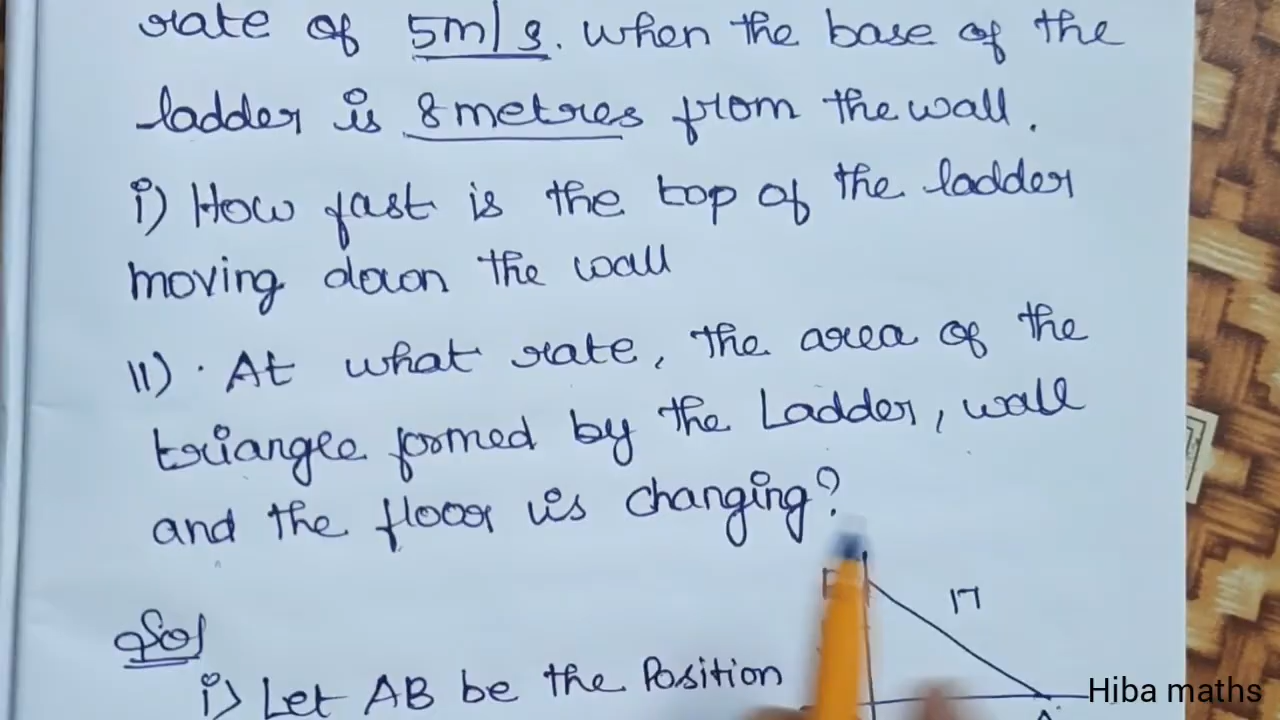 rate of 5m/s. when the base of the
ladder is 8 metres from the wall.
i) How fast is the top of the ladder
moving down the wall
II). At what rate, the area of the
triangle formed by the Ladder, wall
and the floor is changing?
17
Sol
i) Let AB be the Position
A
Hiba maths